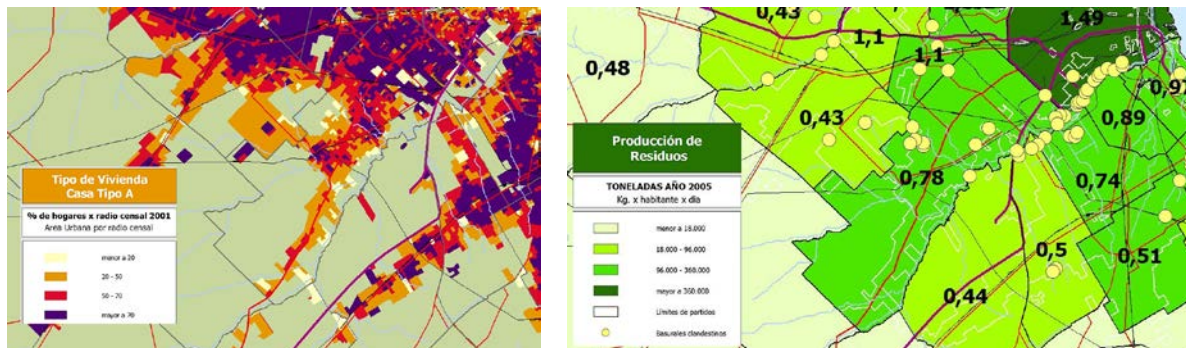 Tipo de Vivienda
Casa Tipo A
% de hogares x radio censal 2001
Area Urbana por radio censal
menor a 20
20 - 50
50 - 70
mayor a 70
0,43
1,49
1,1
1,1
0,48
0,97
0,43
0,89
0,78
0,74
0,5
0,51
0,44
Producción de
Residuos
TONELADAS AÑO 2005
Kg. x habitante x dia
menor a 18.000
18.000 - 96.000
96.000 - 360.000
mayor a 360.000
Límites de partidos
Basurales clandestinos